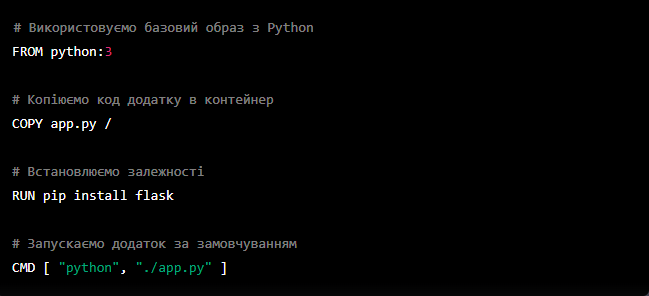 # Використовуємо базовий образ з Python
FROM python:3
# Копіюємо код додатку в контейнер
COPY app.py /
# Встановлюємо залежності
RUN pip install flask
# Запускаємо додаток за замовчуванням
CMD [ "python", "./app.py" ]